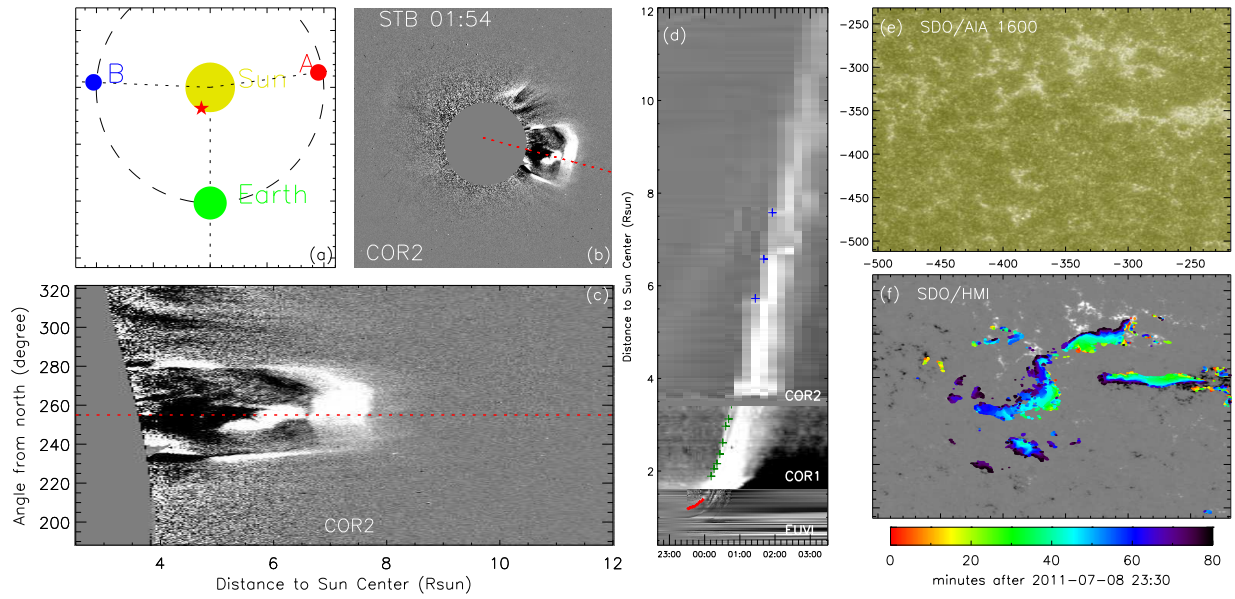 B
A
Sun
Earth
(a)
STB 01:54
COR2
(b)
320
300
280
260
240
220
200
Angle from north (degree)
(c)
COR2
4
6
8
10
12
Distance to Sun Center (Rsun)
(d)
12
10
8
6
4
2
Distance to Sun Center (Rsun)
COR2
COR1
EUVI
23:00
00:00
01:00
02:00
03:00
(e)
SDO/AIA 1600
-250
-300
-350
-400
-450
-500
-500
-450
-400
-350
-300
-250
(f)
SDO/HMI
0
20
40
60
80
minutes after 2011-07-08 23:30